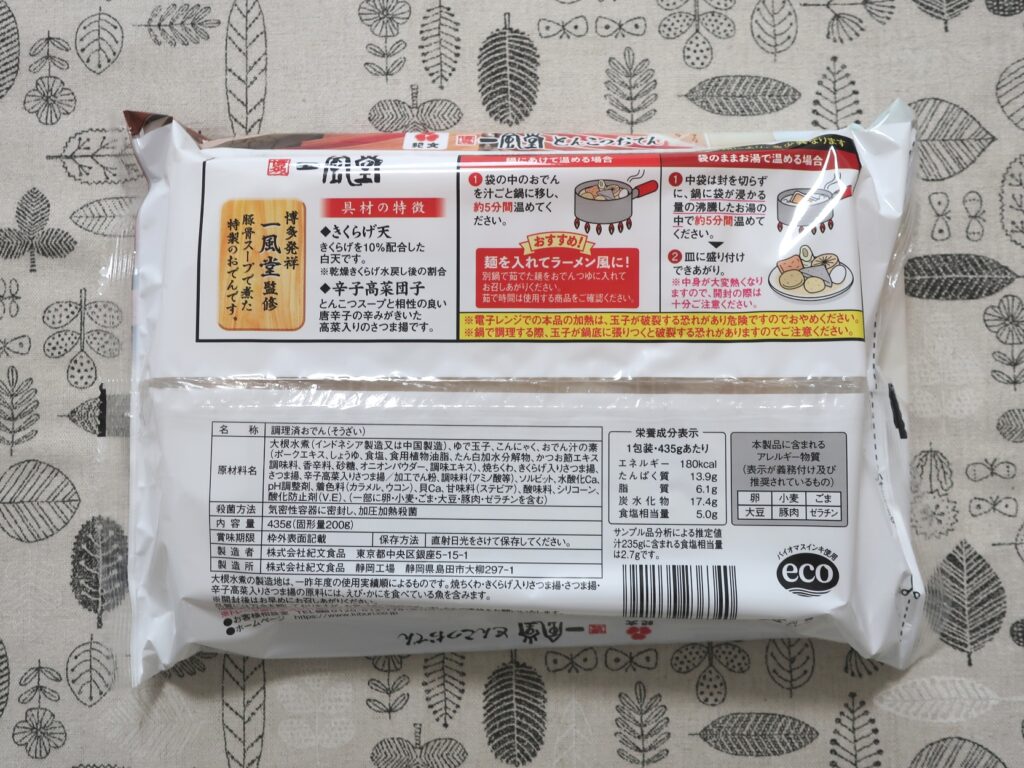 紀文 一風堂 とんこつおでん
一風堂
博多発祥
一風堂監修
豚骨スープで煮た
特製のおでんです。
具材の特徴
◆きくらげ天
きくらげを10%配合した
白天です。
※乾燥きくらげ水戻し後の割合
◆辛子高菜団子
とんこつスープと相性の良い
唐辛子の辛みがきいた
高菜入りのさつま揚です。
鍋にあけて温める場合
1 袋の中のおでん
を汁ごと鍋に移し、
約5分間温めてく
ださい。
おすすめ!
麺を入れてラーメン風に!
別鍋で茹でた麺をおでんつゆに入れて
お召しあがりください。
茹で時間は使用する商品をご確認ください。
袋のままお湯で温める場合
1 中袋は封を切らず
に、鍋に袋が浸かる
量の沸騰したお湯の
中で約5分間温めて
ください。
2 皿に盛り付け
できあがり。
※中身が大変熱くなり
ますので、開封の際は
十分ご注意ください。
※電子レンジでの本品の加熱は、玉子が破裂する恐れがあり危険ですのでおやめください。
※鍋で調理する際、玉子が鍋底に張りつくと破裂する恐れがありますのでご注意ください。
名称 調理済おでん(そうざい)
原材料名 大根水煮(インドネシア製造又は中国製造)、ゆで玉子、こんにゃく、おでん汁の素
(ポークエキス、しょうゆ、食塩、食用植物油脂、たん白加水分解物、かつお節エキス
調味料、香辛料、砂糖、オニオンパウダー、調味エキス)、焼ちくわ、きくらげ入りさつま揚、
さつま揚、辛子高菜入りさつま揚/加工でん粉、調味料(アミノ酸等)、ソルビット、水酸化Ca、
pH調整剤、着色料(カラメル、ウコン)、貝Ca、甘味料(ステビア)、酸味料、シリコーン、
酸化防止剤(V.E)、(一部に卵・小麦・ごま・大豆・豚肉・ゼラチンを含む)
殺菌方法 気密性容器に密封し、加圧加熱殺菌
内容量 435g(固形量200g)
賞味期限 枠外表面記載 保存方法 直射日光をさけて保存してください。
製造者 株式会社紀文食品 東京都中央区銀座5-15-1
製造所 株式会社紀文食品 静岡工場 静岡県島田市大柳297-1
大根水煮の製造地は、一昨年度の使用実績順によるものです。焼ちくわ・きくらげ入りさつま揚・さつま揚・
辛子高菜入りさつま揚の原料には、えび・かにを食べている魚を含みます。
※開封後はお早めにお召しあがりください。
●ホームページ
栄養成分表示
1包装・435gあたり
エネルギー 180kcal
たんぱく質 13.9g
脂質 6.1g
炭水化物 17.4g
食塩相当量 5.0g
サンプル品分析による推定値
汁235gに含まれる食塩相当量
は2.7gです。
本製品に含まれる
アレルギー物質
(表示が義務付け及び
推奨されているもの)
卵 小麦 ごま
大豆 豚肉 ゼラチン
バイオマスインキ使用
eco
紀文 一風堂 とんこつおでん